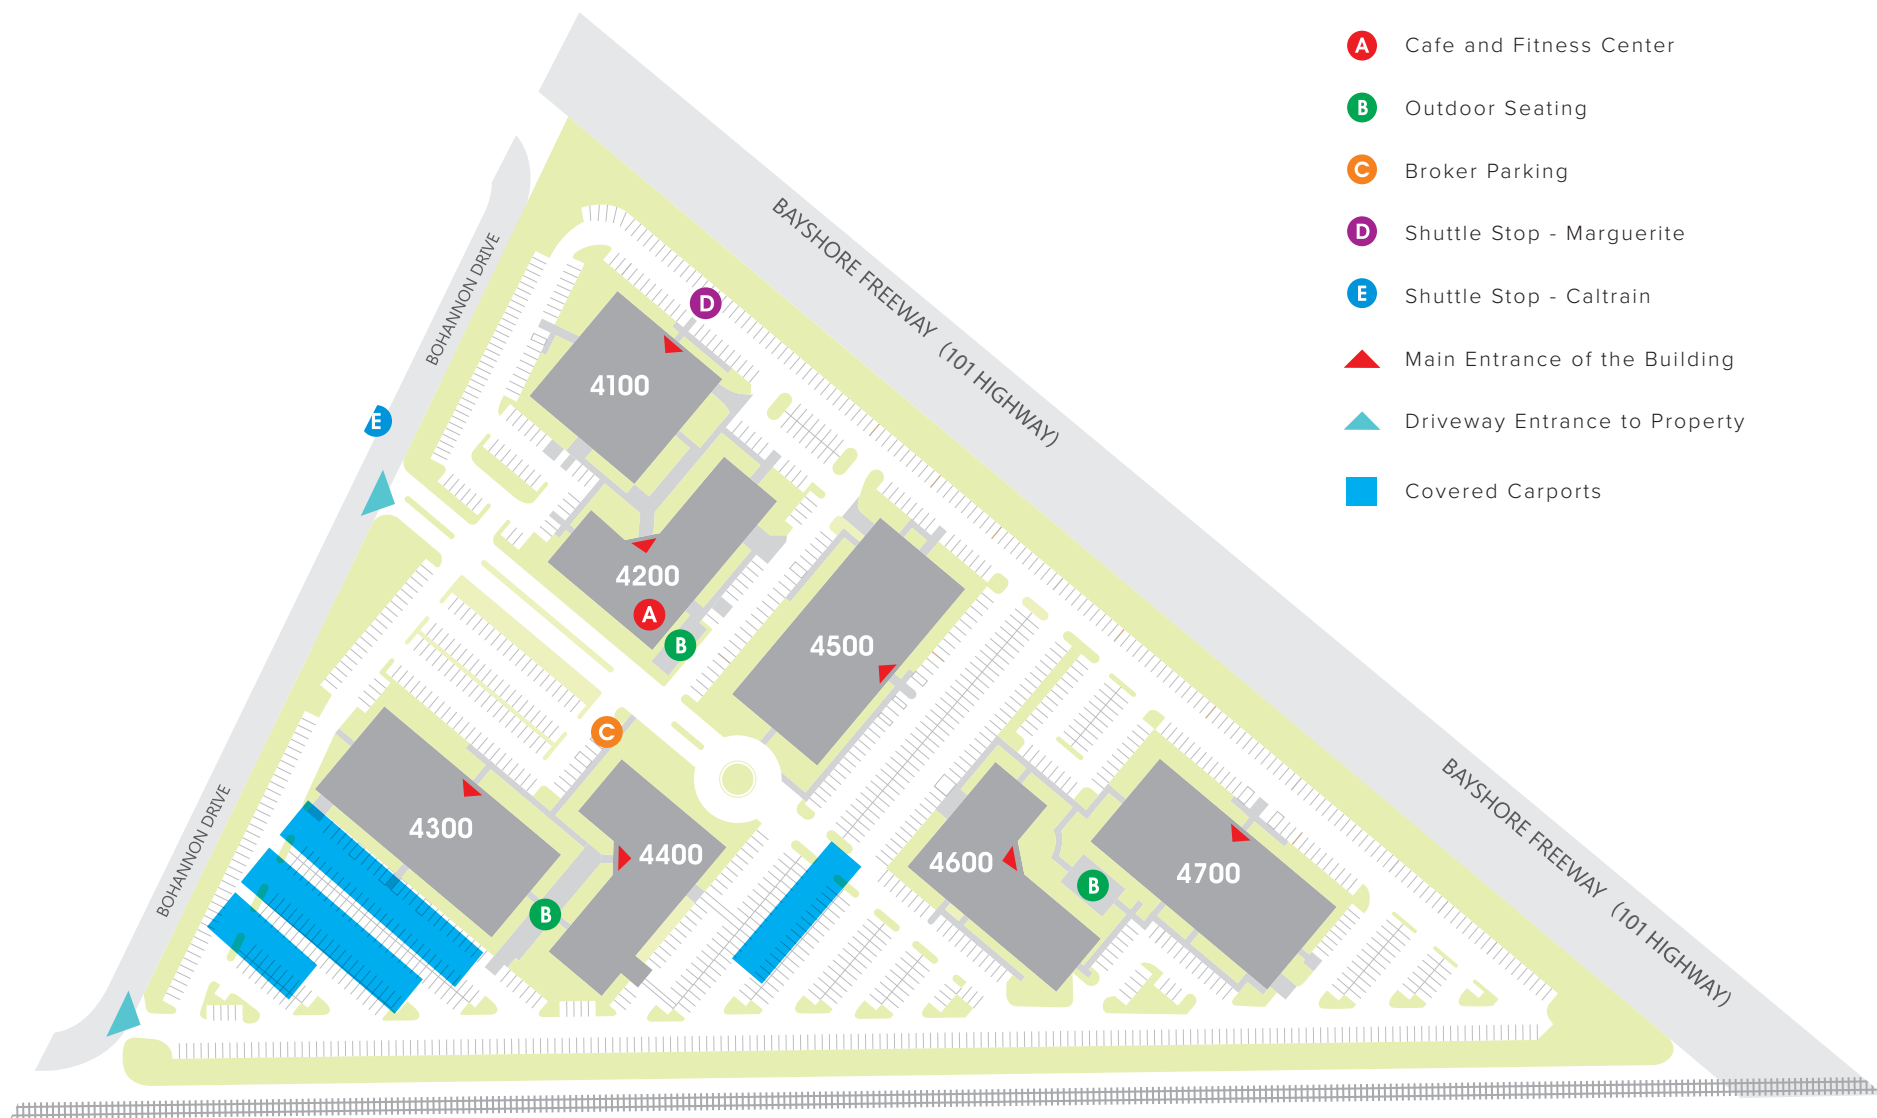 A Cafe and Fitness Center
B Outdoor Seating
C Broker Parking
D Shuttle Stop - Marguerite
E Shuttle Stop - Caltrain
Main Entrance of the Building
Driveway Entrance to Property
Covered Carports
BAYSHORE FREEWAY (101 HIGHWAY)
BOHANNON DRIVE
D
4100
E
4200
A
B
4500
C
4300
4400
4600
4700
B
B
BAYSHORE FREEWAY (101 HIGHWAY)
BOHANNON DRIVE